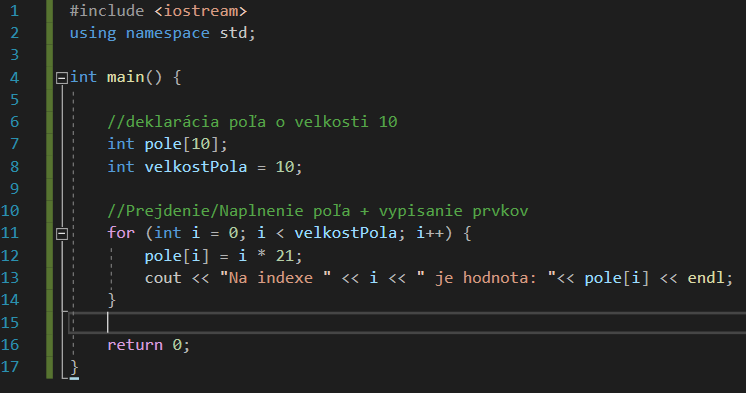 1 #include <iostream>
2 using namespace std;
3
4 int main() {
5
6 //deklarácia poľa o velkosti 10
7 int pole[10];
8 int velkostPola = 10;
9
10 //Prejdenie/Naplnenie poľa + vypisanie prvkov
11 for (int i = 0; i < velkostPola; i++) {
12 pole[i] = i * 21;
13 cout << "Na indexe " << i << " je hodnota: "<< pole[i] << endl;
14 }
15
16 return 0;
17 }